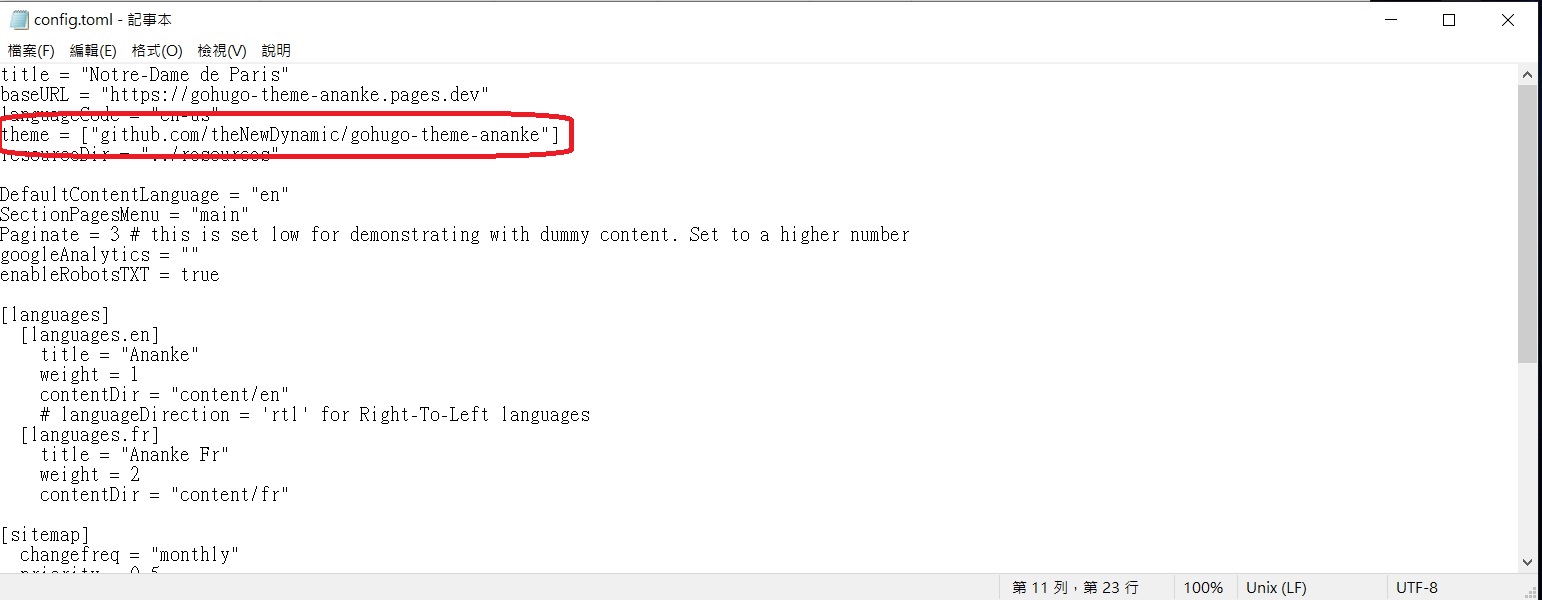 config.toml - 記事本
檔案(F) 編輯(E) 格式(O) 檢視(V) 說明
title = "Notre-Dame de Paris"
baseURL = "https://gohugo-theme-ananke.pages.dev"
languageCode = "en-us"
theme = ["github.com/theNewDynamic/gohugo-theme-ananke"]
resourceDir = "../resources"
DefaultContentLanguage = "en"
SectionPagesMenu = "main"
Paginate = 3 # this is set low for demonstrating with dummy content. Set to a higher number
googleAnalytics = ""
enableRobotsTXT = true
[languages]
[languages.en]
title = "Ananke"
weight = 1
contentDir = "content/en"
# languageDirection = 'rtl' for Right-To-Left languages
[languages.fr]
title = "Ananke Fr"
weight = 2
contentDir = "content/fr"
[sitemap]
changefreq = "monthly"
priority = 0.5
第 11 列，第 23 行 100% Unix (LF) UTF-8